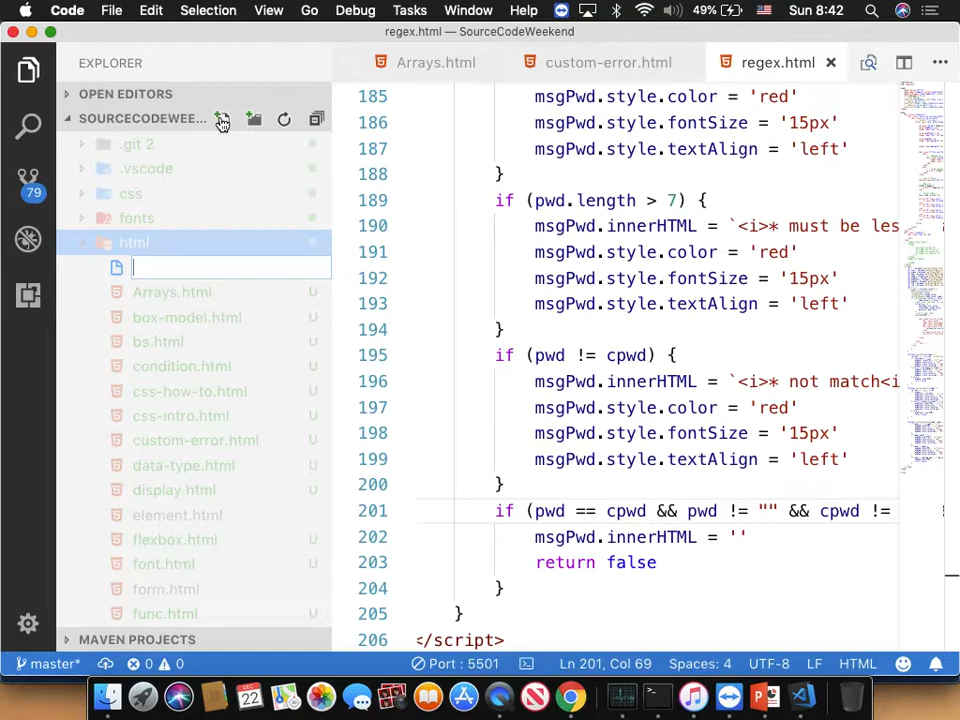 Code File Edit Selection View Go Debug Tasks Window Help 49% Sun 8:42
regex.html — SourceCodeWeekend
EXPLORER
Arrays.html custom-error.html regex.html
OPEN EDITORS
SOURCECODEWEE...
.git 2
.vscode
css
fonts
html
Arrays.html U
box-model.html U
bs.html U
condition.html U
css-how-to.html U
css-intro.html U
custom-error.html U
data-type.html U
display.html U
element.html
flexbox.html U
font.html U
form.html
func.html U
MAVEN PROJECTS
79
185 msgPwd.style.color = 'red'
186 msgPwd.style.fontSize = '15px'
187 msgPwd.style.textAlign = 'left'
188 }
189 if (pwd.length > 7) {
190 msgPwd.innerHTML = `<i>* must be les
191 msgPwd.style.color = 'red'
192 msgPwd.style.fontSize = '15px'
193 msgPwd.style.textAlign = 'left'
194 }
195 if (pwd != cpwd) {
196 msgPwd.innerHTML = `<i>* not match<i
197 msgPwd.style.color = 'red'
198 msgPwd.style.fontSize = '15px'
199 msgPwd.style.textAlign = 'left'
200 }
201 if (pwd == cpwd && pwd != "" && cpwd !=
202 msgPwd.innerHTML = ''
203 return false
204 }
205 }
206 </script>
master* 0 0 Port : 5501 Ln 201, Col 69 Spaces: 4 UTF-8 LF HTML
DEC
22